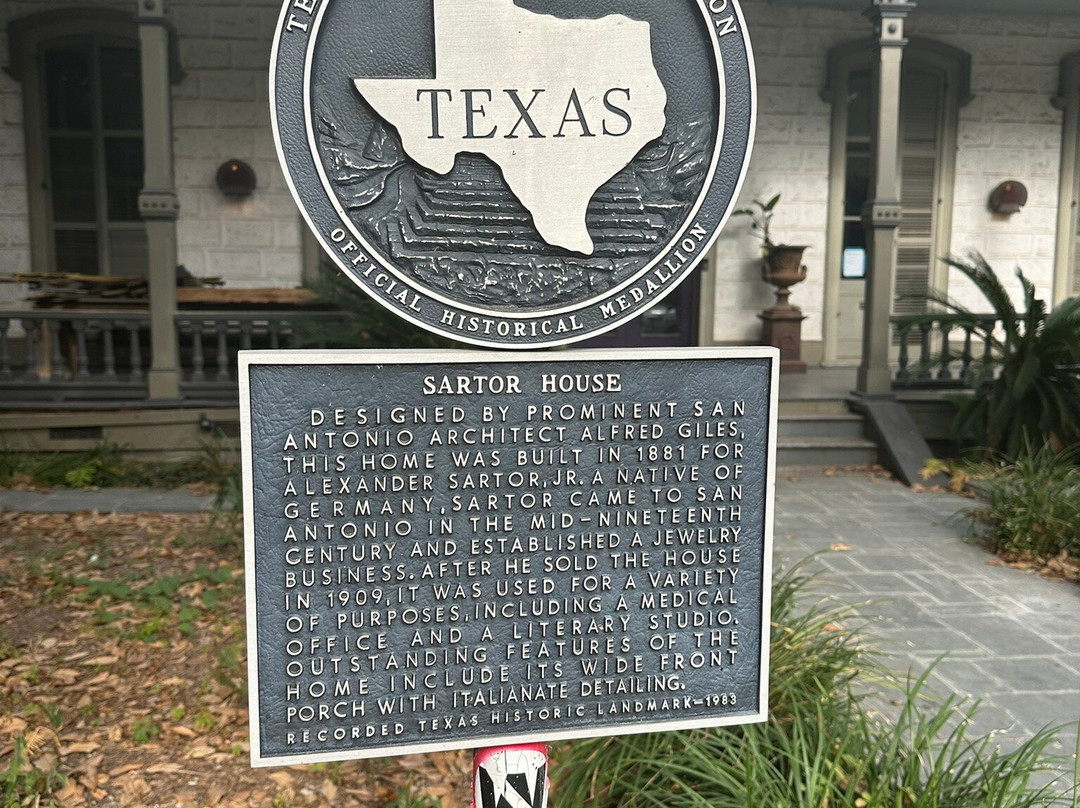 TEXAS
OFFICIAL HISTORICAL MEDALLION
SARTOR HOUSE
DESIGNED BY PROMINENT SAN
ANTONIO ARCHITECT ALFRED GILES,
THIS HOME WAS BUILT IN 1881 FOR
ALEXANDER SARTOR, JR. A NATIVE OF
GERMANY, SARTOR CAME TO SAN
ANTONIO IN THE MID-NINETEENTH
CENTURY AND ESTABLISHED A JEWELRY
BUSINESS. AFTER HE SOLD THE HOUSE
IN 1909, IT WAS USED FOR A VARIETY
OF PURPOSES, INCLUDING A MEDICAL
OFFICE AND A LITERARY STUDIO.
OUTSTANDING FEATURES OF THE
HOME INCLUDE ITS WIDE FRONT
PORCH WITH ITALIANATE DETAILING.
RECORDED TEXAS HISTORIC LANDMARK-1983